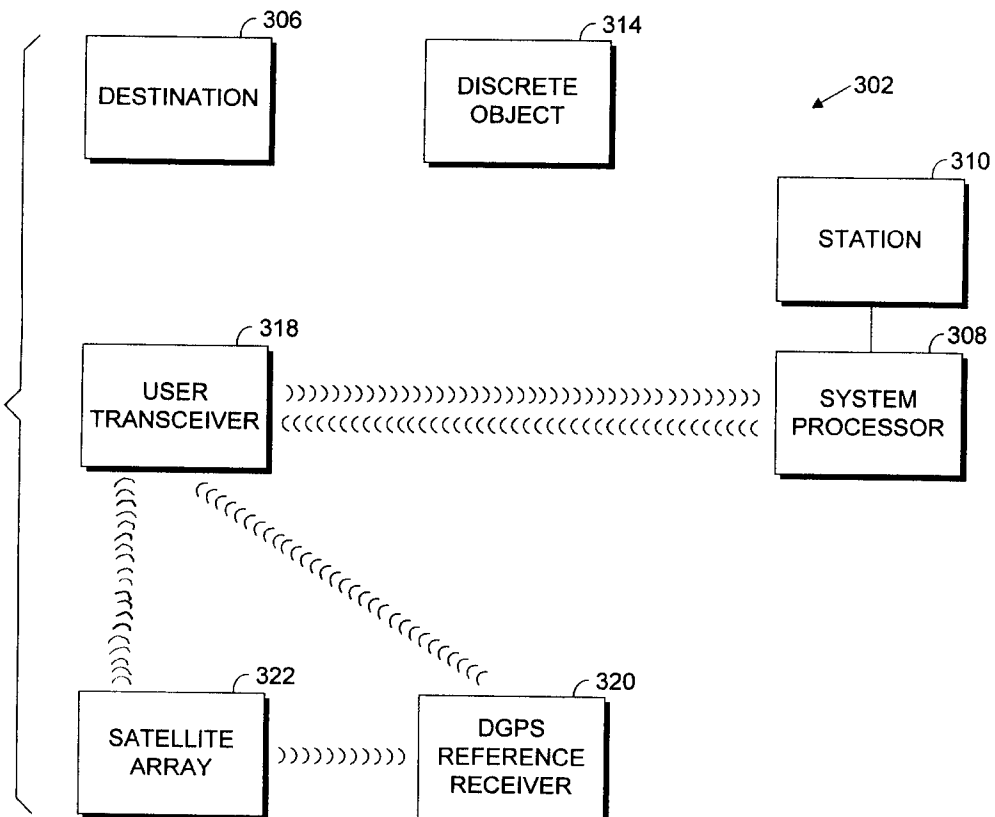 306
DESTINATION
314
DISCRETE
OBJECT
302
310
STATION
318
USER
TRANSCEIVER
308
SYSTEM
PROCESSOR
322
SATELLITE
ARRAY
320
DGPS
REFERENCE
RECEIVER